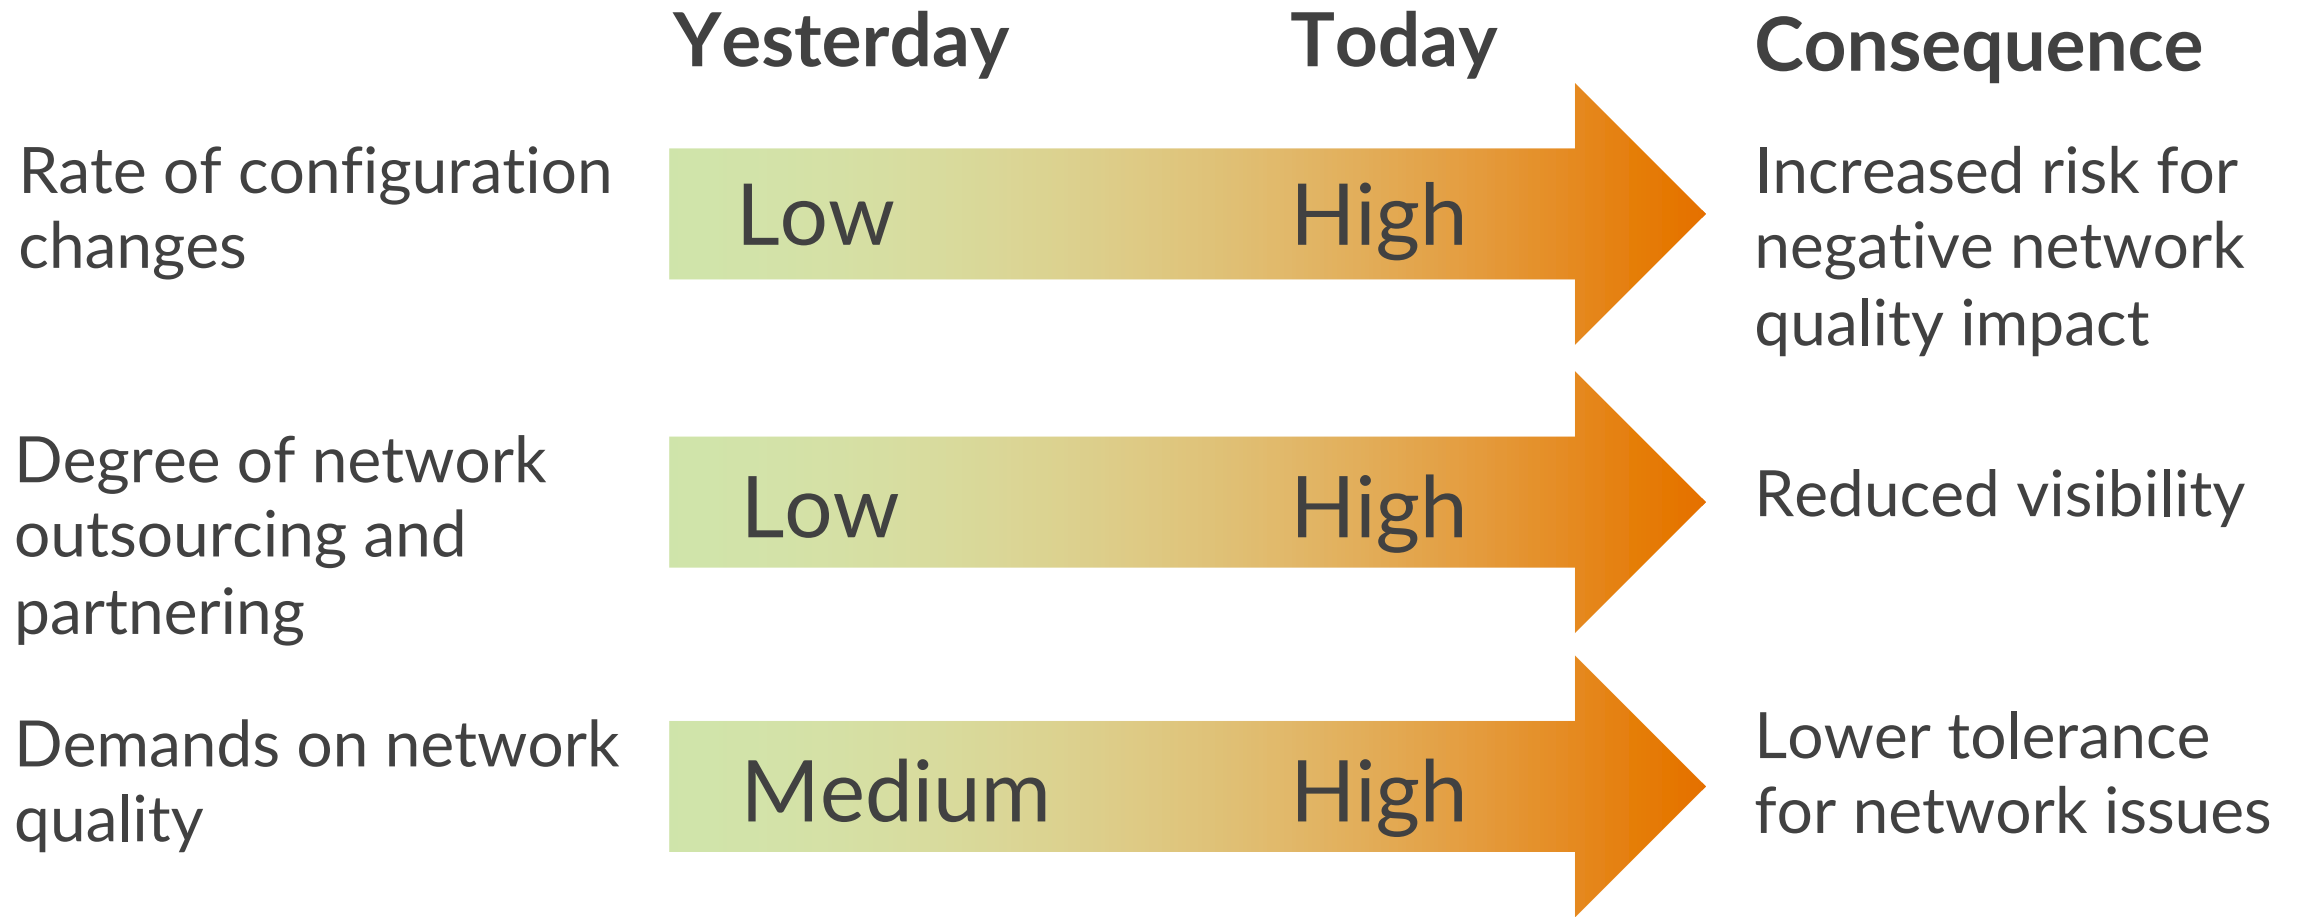 Yesterday Today Consequence
Rate of configuration
changes
Low High
Increased risk for
negative network
quality impact
Degree of network
outsourcing and
partnering
Low High
Reduced visibility
Demands on network
quality
Medium High
Lower tolerance
for network issues